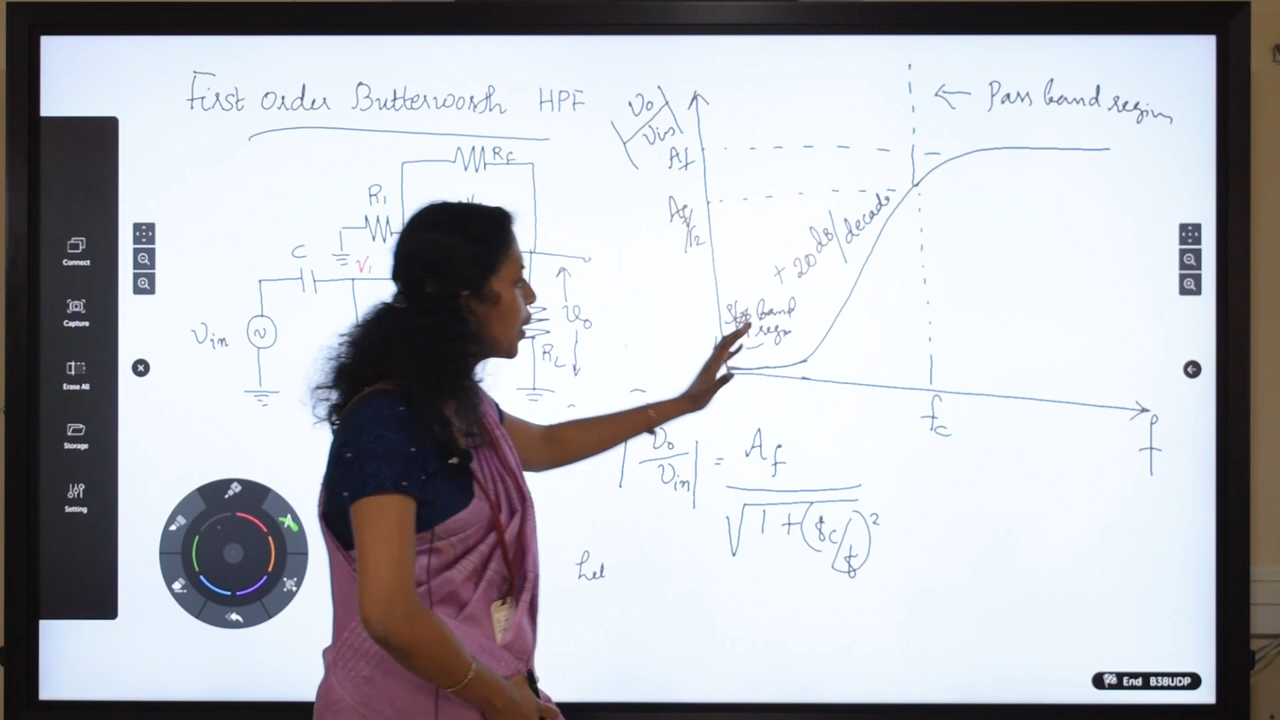 First order Butterworth HPF
RF
R1
C
V1
Vin
RL
Vo
|Vo/Vin|
Af
Af/√2
+ 20 dB/decade
Stop band
regn
← Pass band region
fc
f
|Vo/Vin| = Af / √1 + (fc/f)²
Let
Connect
Capture
Erase All
Storage
Setting
End B38UDP